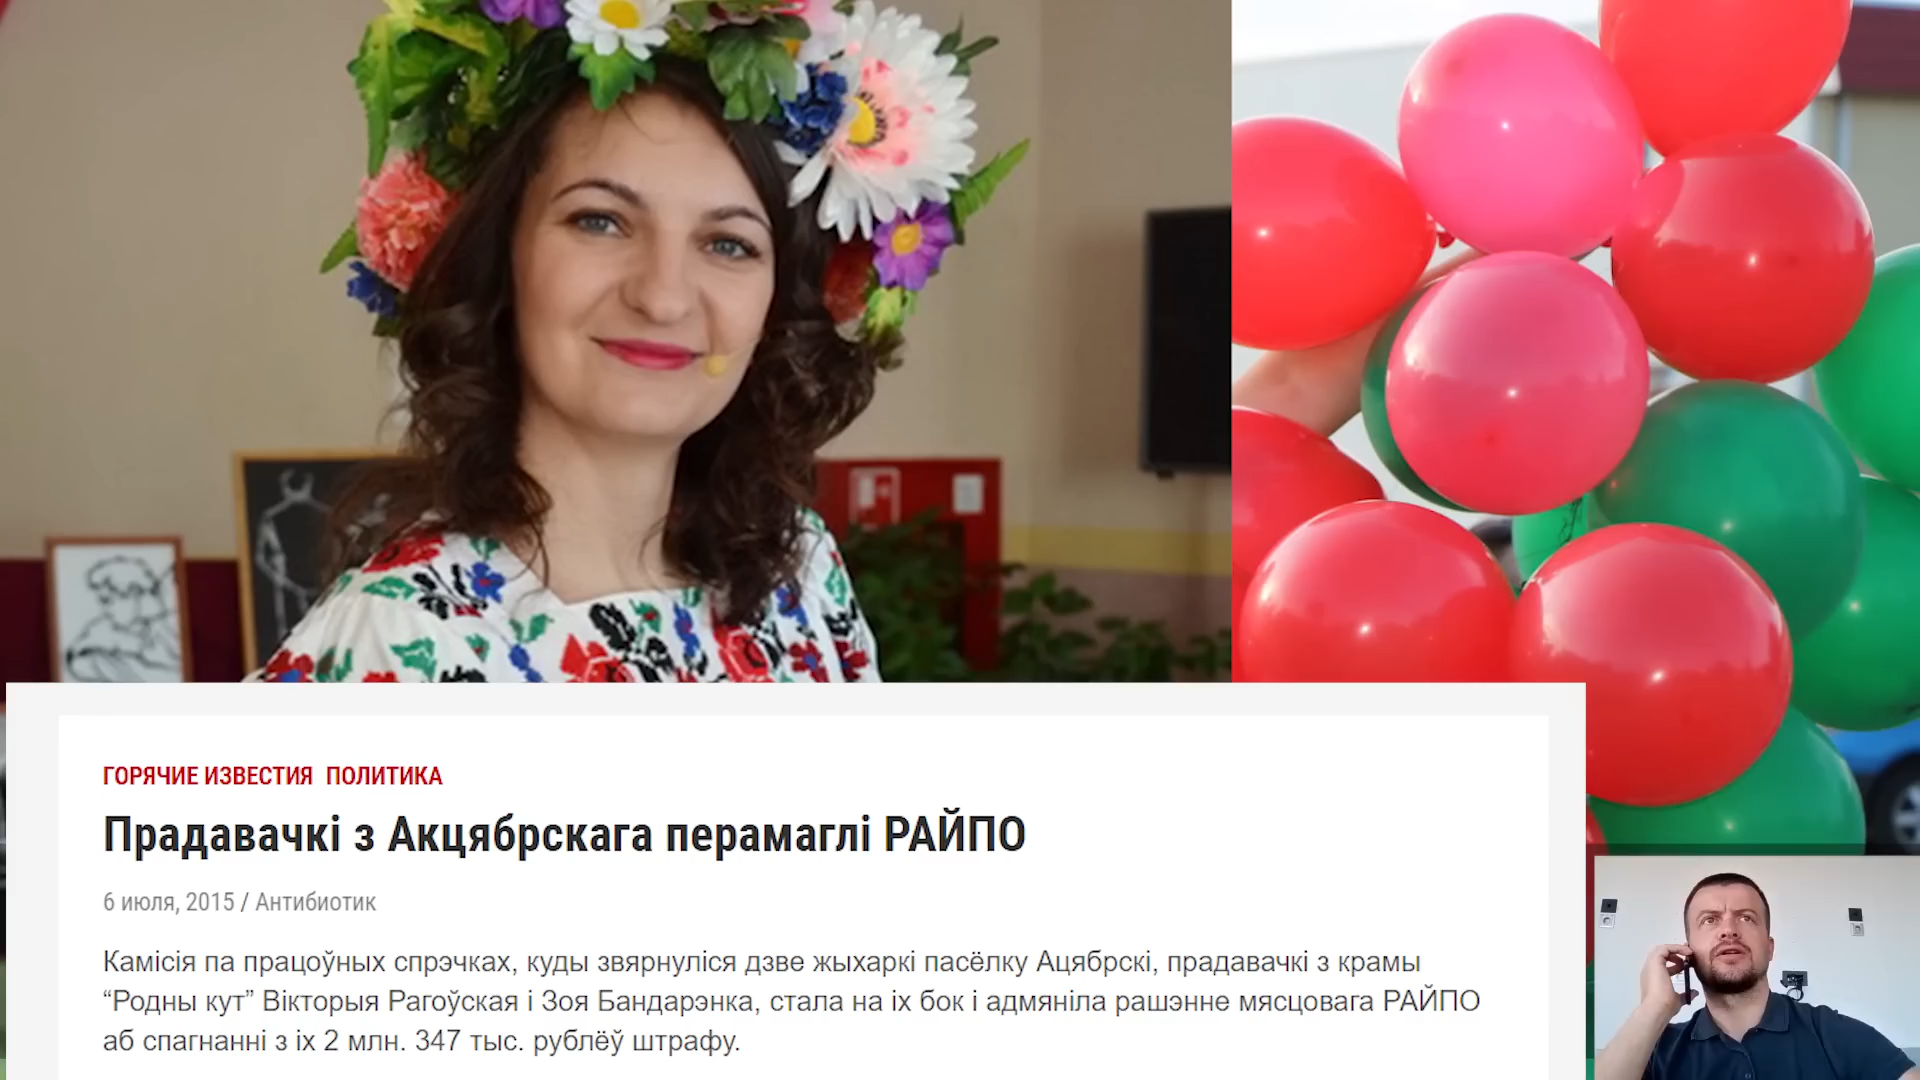 ГОРЯЧИЕ ИЗВЕСТИЯ ПОЛИТИКА
Прадавачкі з Акцябрскага перамаглі РАЙПО
6 июля, 2015 / Антибиотик
Камісія па працоўных спрэчках, куды звярнуліся дзве жыхаркі пасёлку Ацябрскі, прадавачкі з крамы
“Родны кут” Вікторыя Рагоўская і Зоя Бандарэнка, стала на іх бок і адмяніла рашэнне мясцовага РАЙПО
аб спагнанні з іх 2 млн. 347 тыс. рублёў штрафу.